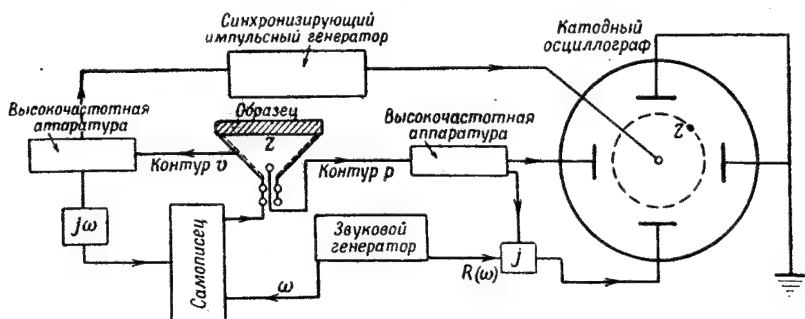 Синхронизирующий
импульсный генератор
Катодный
осциллограф
Высокочастотная
аппаратура
Образец
Z
Высокочастотная
аппаратура
Z
Контур υ
Контур р
jω
Самописец
Звуковой
генератор
ω
R(ω)
j